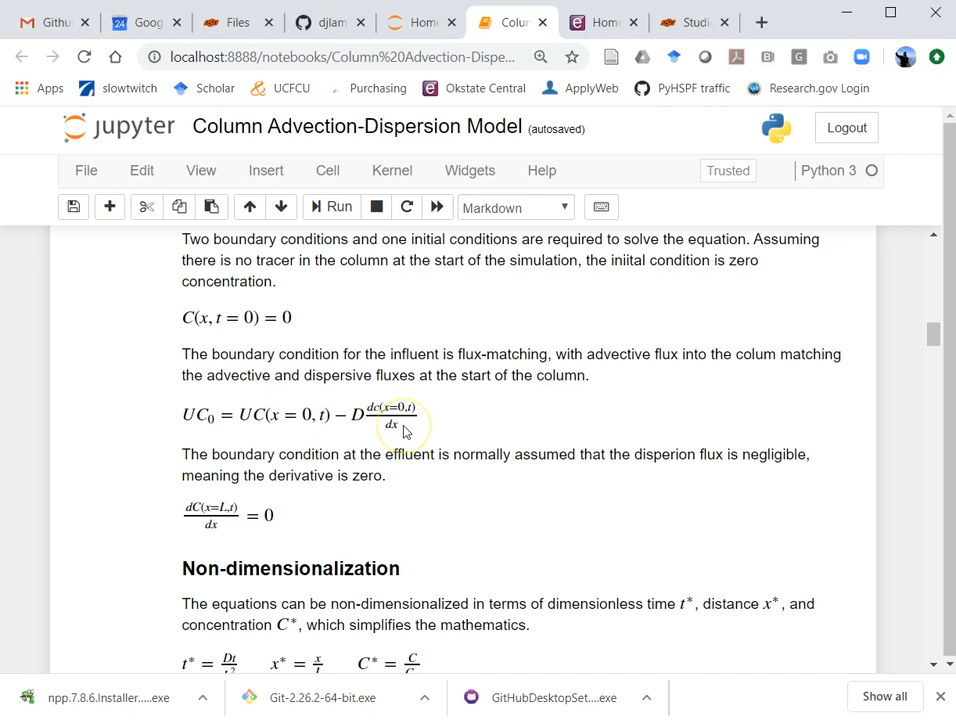 Githu Goog Files djlam Home Colur Home Studi
localhost:8888/notebooks/Column%20Advection-Dispe...
Apps slowtwitch Scholar UCFCU Purchasing Okstate Central ApplyWeb PyHSPF traffic Research.gov Login
jupyter Column Advection-Dispersion Model (autosaved) Logout
File Edit View Insert Cell Kernel Widgets Help Trusted Python 3
Run Markdown
Two boundary conditions and one initial conditions are required to solve the equation. Assuming
there is no tracer in the column at the start of the simulation, the iniital condition is zero
concentration.
C(x, t = 0) = 0
The boundary condition for the influent is flux-matching, with advective flux into the colum matching
the advective and dispersive fluxes at the start of the column.
UC₀ = UC(x = 0, t) − D dc(x=0,t)/dx
The boundary condition at the effluent is normally assumed that the disperion flux is negligible,
meaning the derivative is zero.
dC(x=L,t)/dx = 0
Non-dimensionalization
The equations can be non-dimensionalized in terms of dimensionless time t*, distance x*, and
concentration C*, which simplifies the mathematics.
t* = Dt x* = x C* = C
npp.7.8.6.Installer.....exe Git-2.26.2-64-bit.exe GitHubDesktopSet....exe Show all